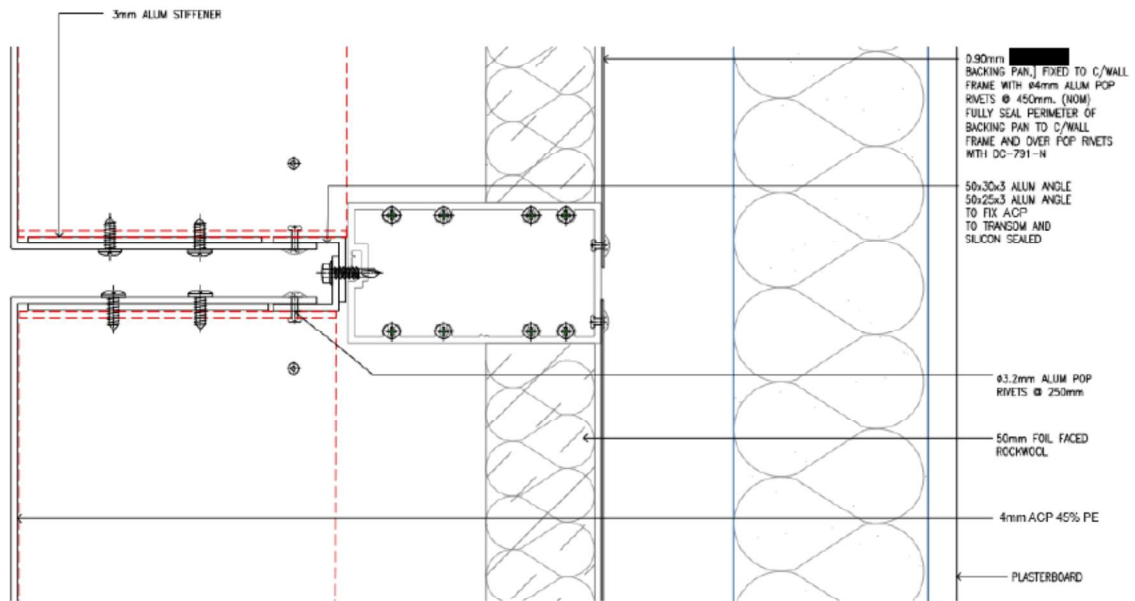 3mm ALUM STIFFENER
0.90mm
BACKING PAN,] FIXED TO C/WALL
FRAME WITH ø4mm ALUM POP
RIVETS @ 450mm. (NOM)
FULLY SEAL PERIMETER OF
BACKING PAN TO C/WALL
FRAME AND OVER POP RIVETS
WITH DC-791-N
50x30x3 ALUM ANGLE
50x25x3 ALUM ANGLE
TO FIX ACP
TO TRANSOM AND
SILICON SEALED
ø3.2mm ALUM POP
RIVETS @ 250mm
50mm FOIL FACED
ROCKWOOL
4mm ACP 45% PE
PLASTERBOARD